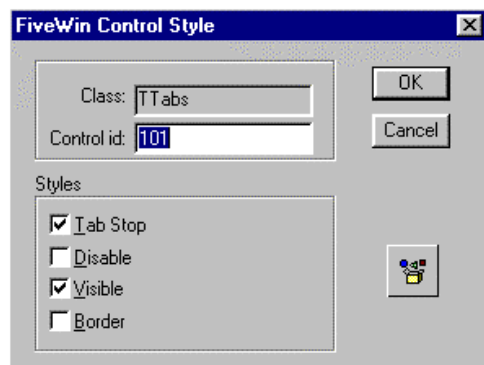 FiveWin Control Style
Class: TTabs
OK
Control id: 101
Cancel
Styles
Tab Stop
Disable
Visible
Border